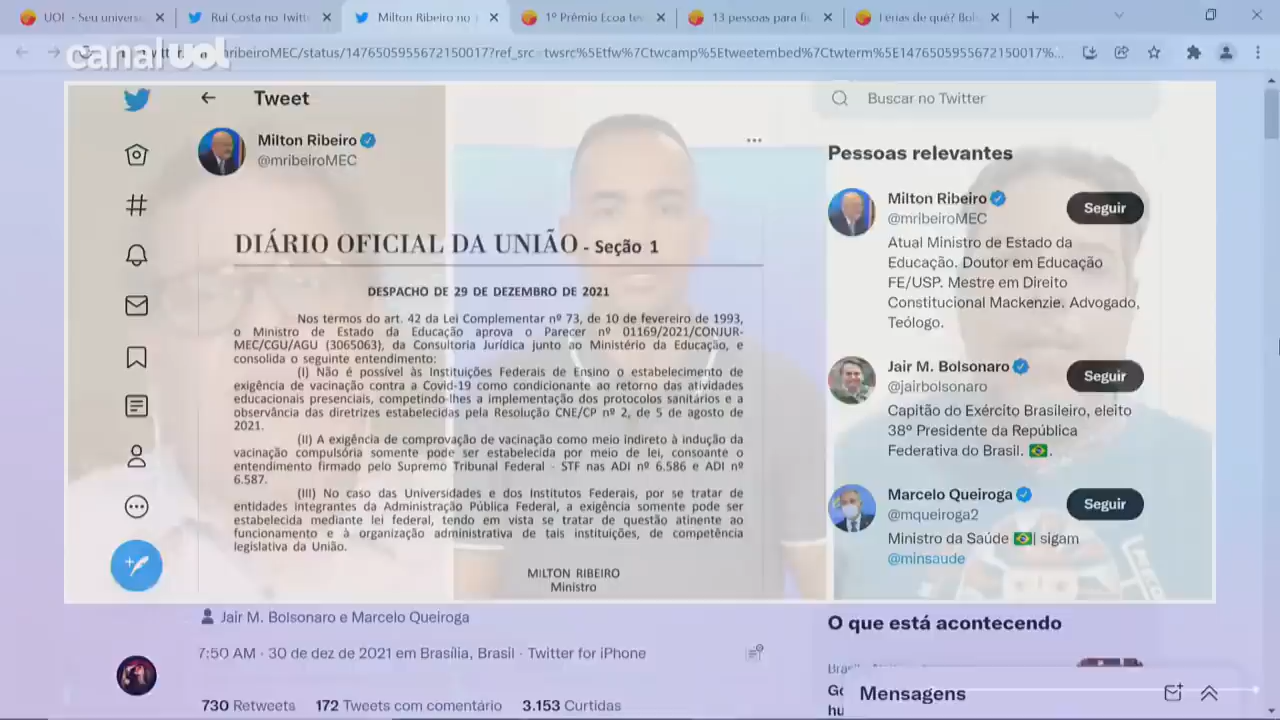 UOL - Seu univers
Rui Costa no Twitt
Milton Ribeiro no
1º Prêmio Ecoa te
13 pessoas para fi
Férias de quê? Bol
canal UOL
mribeiroMEC/status/1476505955672150017?ref_src=twsrc%5Etfw%7Ctwcamp%5Etweetembed%7Ctwterm%5E1476505955672150017%...
Tweet
Milton Ribeiro
@mribeiroMEC
DIÁRIO OFICIAL DA UNIÃO - Seção 1
DESPACHO DE 29 DE DEZEMBRO DE 2021
Nos termos do art. 42 da Lei Complementar nº 73, de 10 de fevereiro de 1993,
o Ministro de Estado da Educação aprova o Parecer nº 01169/2021/CONJUR-
MEC/CGU/AGU (3065063), da Consultoria Jurídica junto ao Ministério da Educação, e
consolida o seguinte entendimento:
(I) Não é possível às Instituições Federais de Ensino o estabelecimento de
exigência de vacinação contra a Covid-19 como condicionante ao retorno das atividades
educacionais presenciais, competindo-lhes a implementação dos protocolos sanitários e a
observância das diretrizes estabelecidas pela Resolução CNE/CP nº 2, de 5 de agosto de
2021.
(II) A exigência de comprovação de vacinação como meio indireto à indução da
vacinação compulsória somente pode ser estabelecida por meio de lei, consoante o
entendimento firmado pelo Supremo Tribunal Federal - STF nas ADI nº 6.586 e ADI nº
6.587.
(III) No caso das Universidades e dos Institutos Federais, por se tratar de
entidades integrantes da Administração Pública Federal, a exigência somente pode ser
estabelecida mediante lei federal, tendo em vista se tratar de questão atinente ao
funcionamento e à organização administrativa de tais instituições, de competência
legislativa da União.
MILTON RIBEIRO
Ministro
Jair M. Bolsonaro e Marcelo Queiroga
7:50 AM · 30 de dez de 2021 em Brasília, Brasil · Twitter for iPhone
730 Retweets 172 Tweets com comentário 3.153 Curtidas
Buscar no Twitter
Pessoas relevantes
Milton Ribeiro
@mribeiroMEC
Seguir
Atual Ministro de Estado da
Educação. Doutor em Educação
FE/USP. Mestre em Direito
Constitucional Mackenzie. Advogado,
Teólogo.
Jair M. Bolsonaro
@jairbolsonaro
Seguir
Capitão do Exército Brasileiro, eleito
38º Presidente da República
Federativa do Brasil. 🇧🇷.
Marcelo Queiroga
@mqueiroga2
Seguir
Ministro da Saúde 🇧🇷| sigam
@minsaude
O que está acontecendo
Mensagens